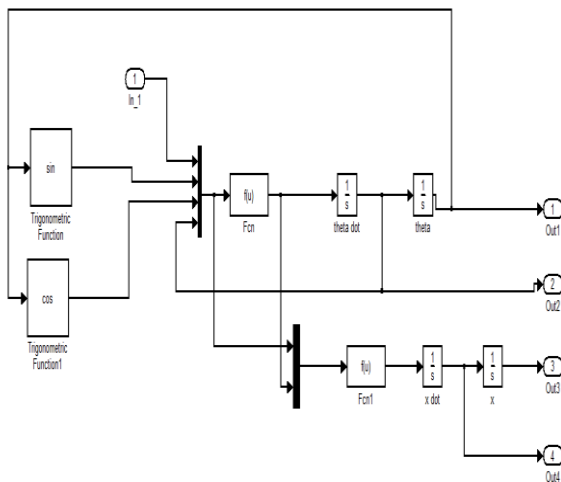 1
In_1
sin
Trigonometric
Function
f(u)
Fcn
1
s
theta dot
1
s
theta
1
Out1
cos
Trigonometric
Function1
2
Out2
f(u)
Fcn1
1
s
x dot
1
s
x
3
Out3
4
Out4